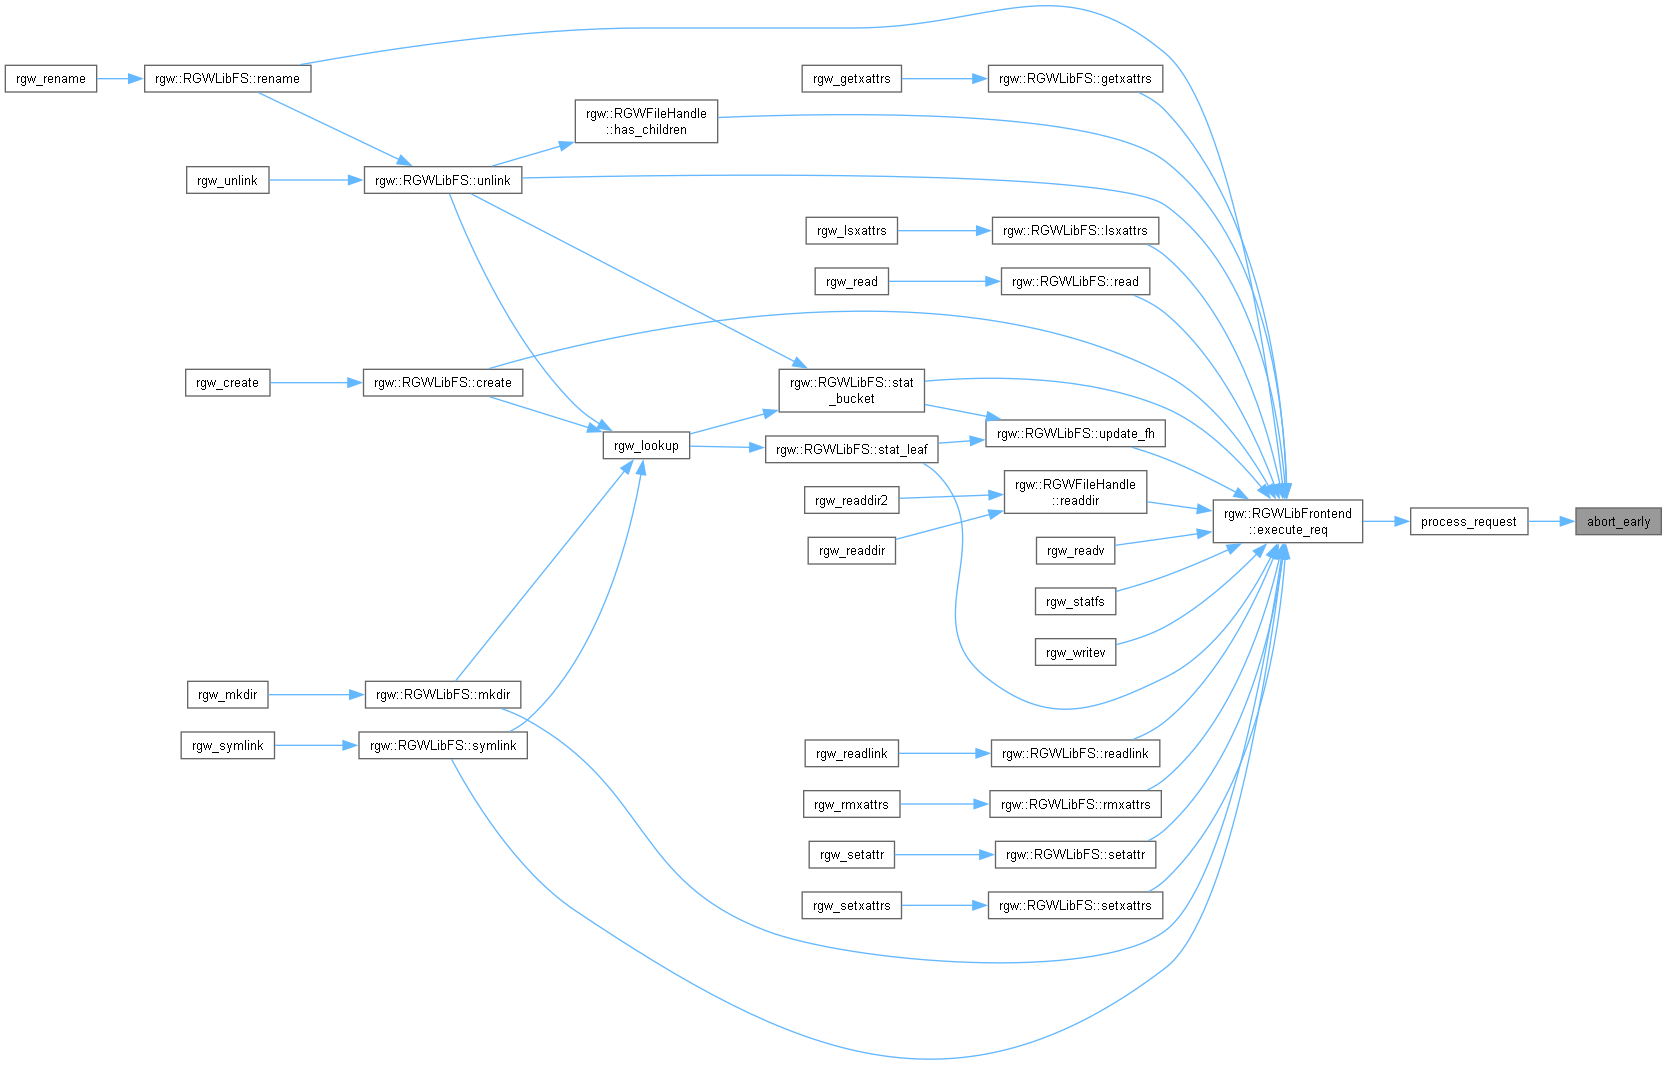 rgw_rename
rgw::RGWLibFS::rename
rgw_getxattrs
rgw::RGWLibFS::getxattrs
rgw::RGWFileHandle
::has_children
rgw_unlink
rgw::RGWLibFS::unlink
rgw_lsxattrs
rgw::RGWLibFS::lsxattrs
rgw_read
rgw::RGWLibFS::read
rgw_create
rgw::RGWLibFS::create
rgw::RGWLibFS::stat
_bucket
rgw_lookup
rgw::RGWLibFS::stat_leaf
rgw::RGWLibFS::update_fh
rgw_readdir2
rgw::RGWFileHandle
::readdir
rgw_readdir
rgw::RGWLibFrontend
::execute_req
process_request
abort_early
rgw_readv
rgw_statfs
rgw_writev
rgw_mkdir
rgw::RGWLibFS::mkdir
rgw_symlink
rgw::RGWLibFS::symlink
rgw_readlink
rgw::RGWLibFS::readlink
rgw_rmxattrs
rgw::RGWLibFS::rmxattrs
rgw_setattr
rgw::RGWLibFS::setattr
rgw_setxattrs
rgw::RGWLibFS::setxattrs